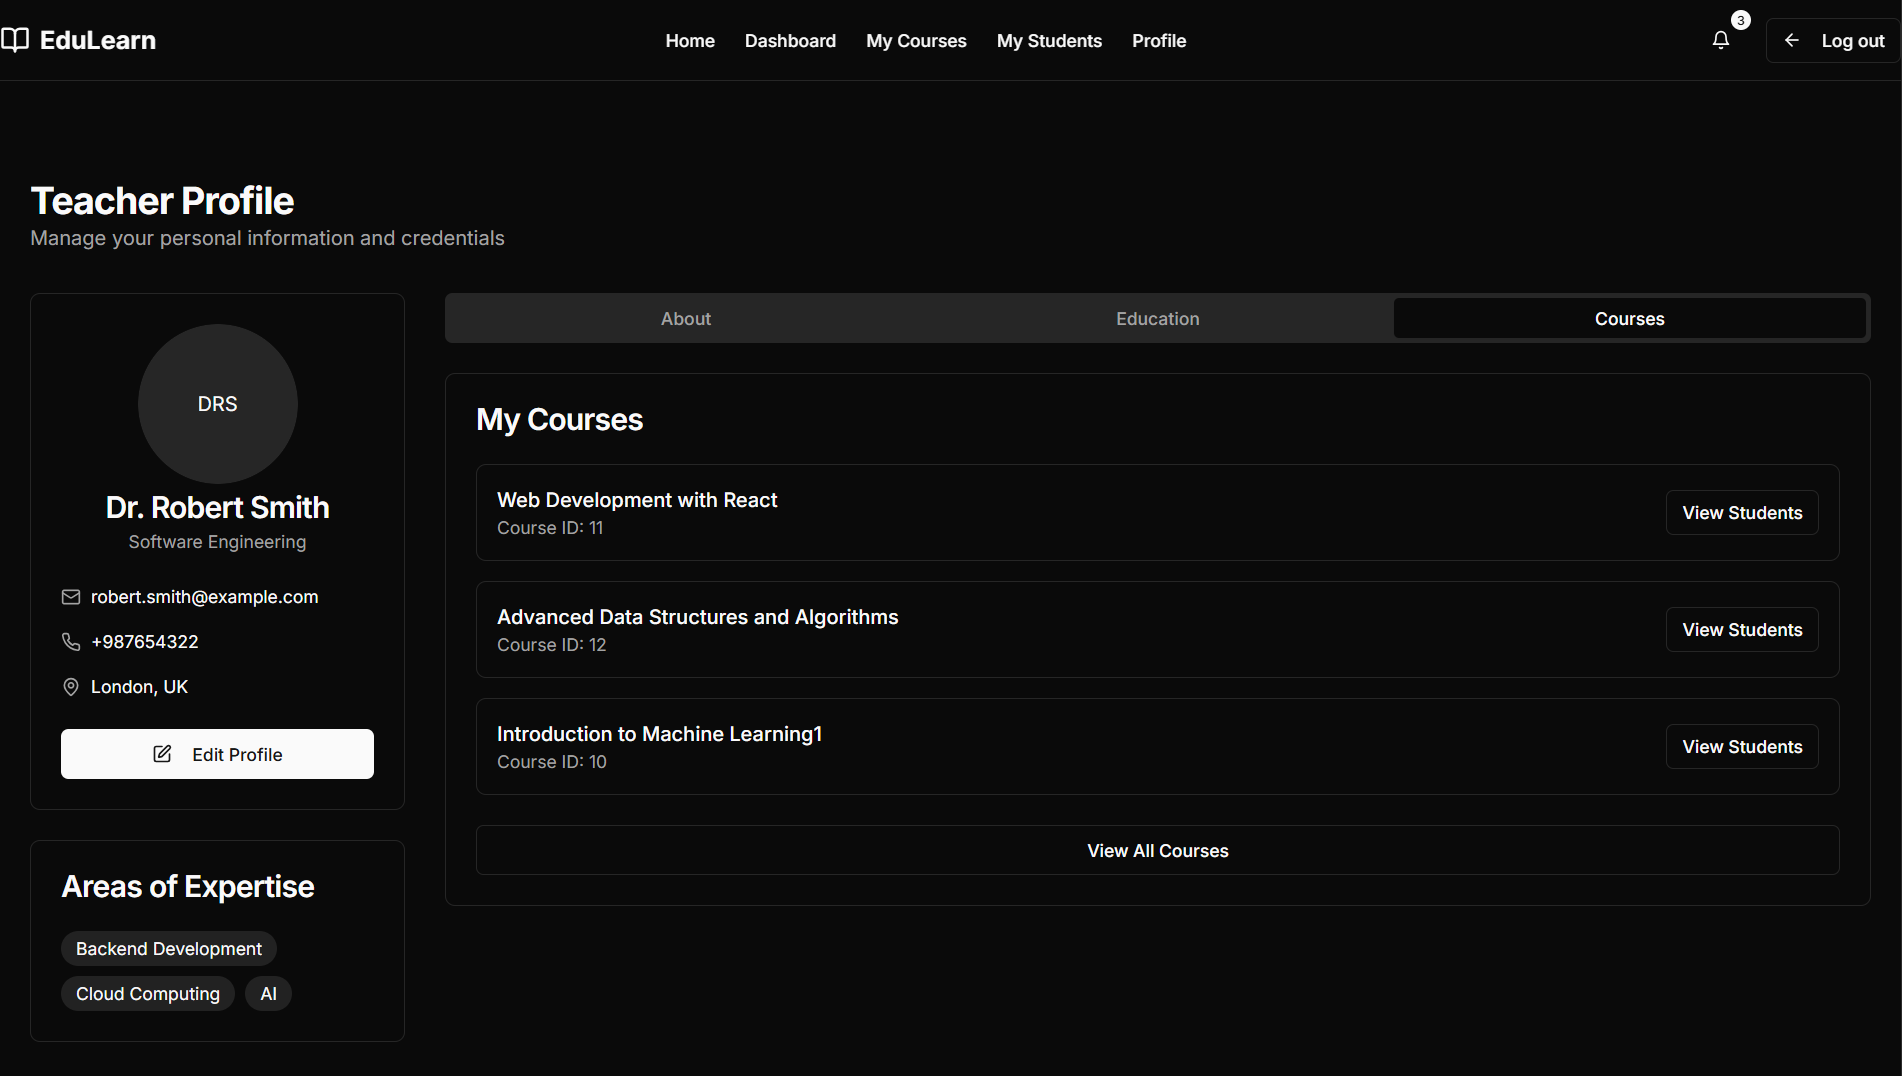 EduLearn
Home Dashboard My Courses My Students Profile
3
Log out
Teacher Profile
Manage your personal information and credentials
DRS
Dr. Robert Smith
Software Engineering
robert.smith@example.com
+987654322
London, UK
Edit Profile
Areas of Expertise
Backend Development
Cloud Computing AI
About Education Courses
My Courses
Web Development with React
Course ID: 11
View Students
Advanced Data Structures and Algorithms
Course ID: 12
View Students
Introduction to Machine Learning1
Course ID: 10
View Students
View All Courses